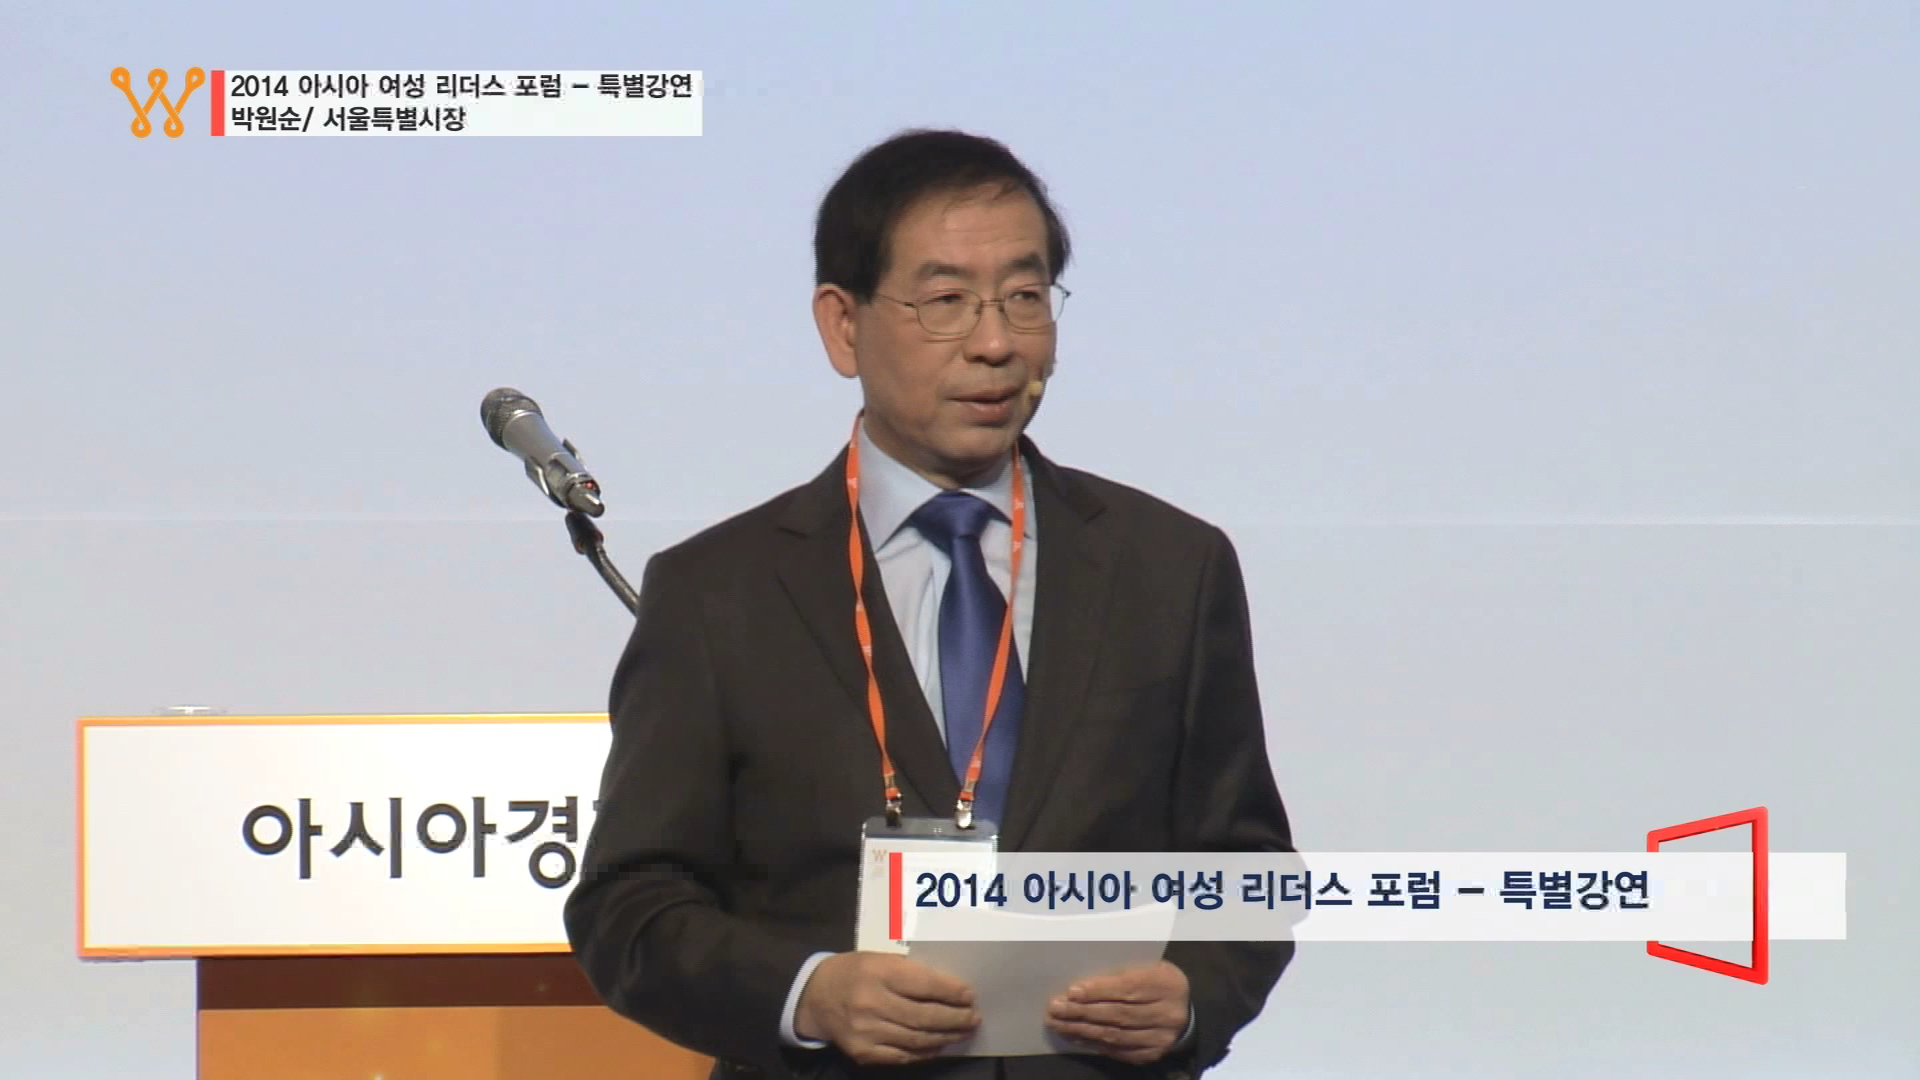 2014 아시아 여성 리더스 포럼 - 특별강연
박원순/ 서울특별시장
아시아경
W
2014 아시아 여성 리더스 포럼 - 특별강연